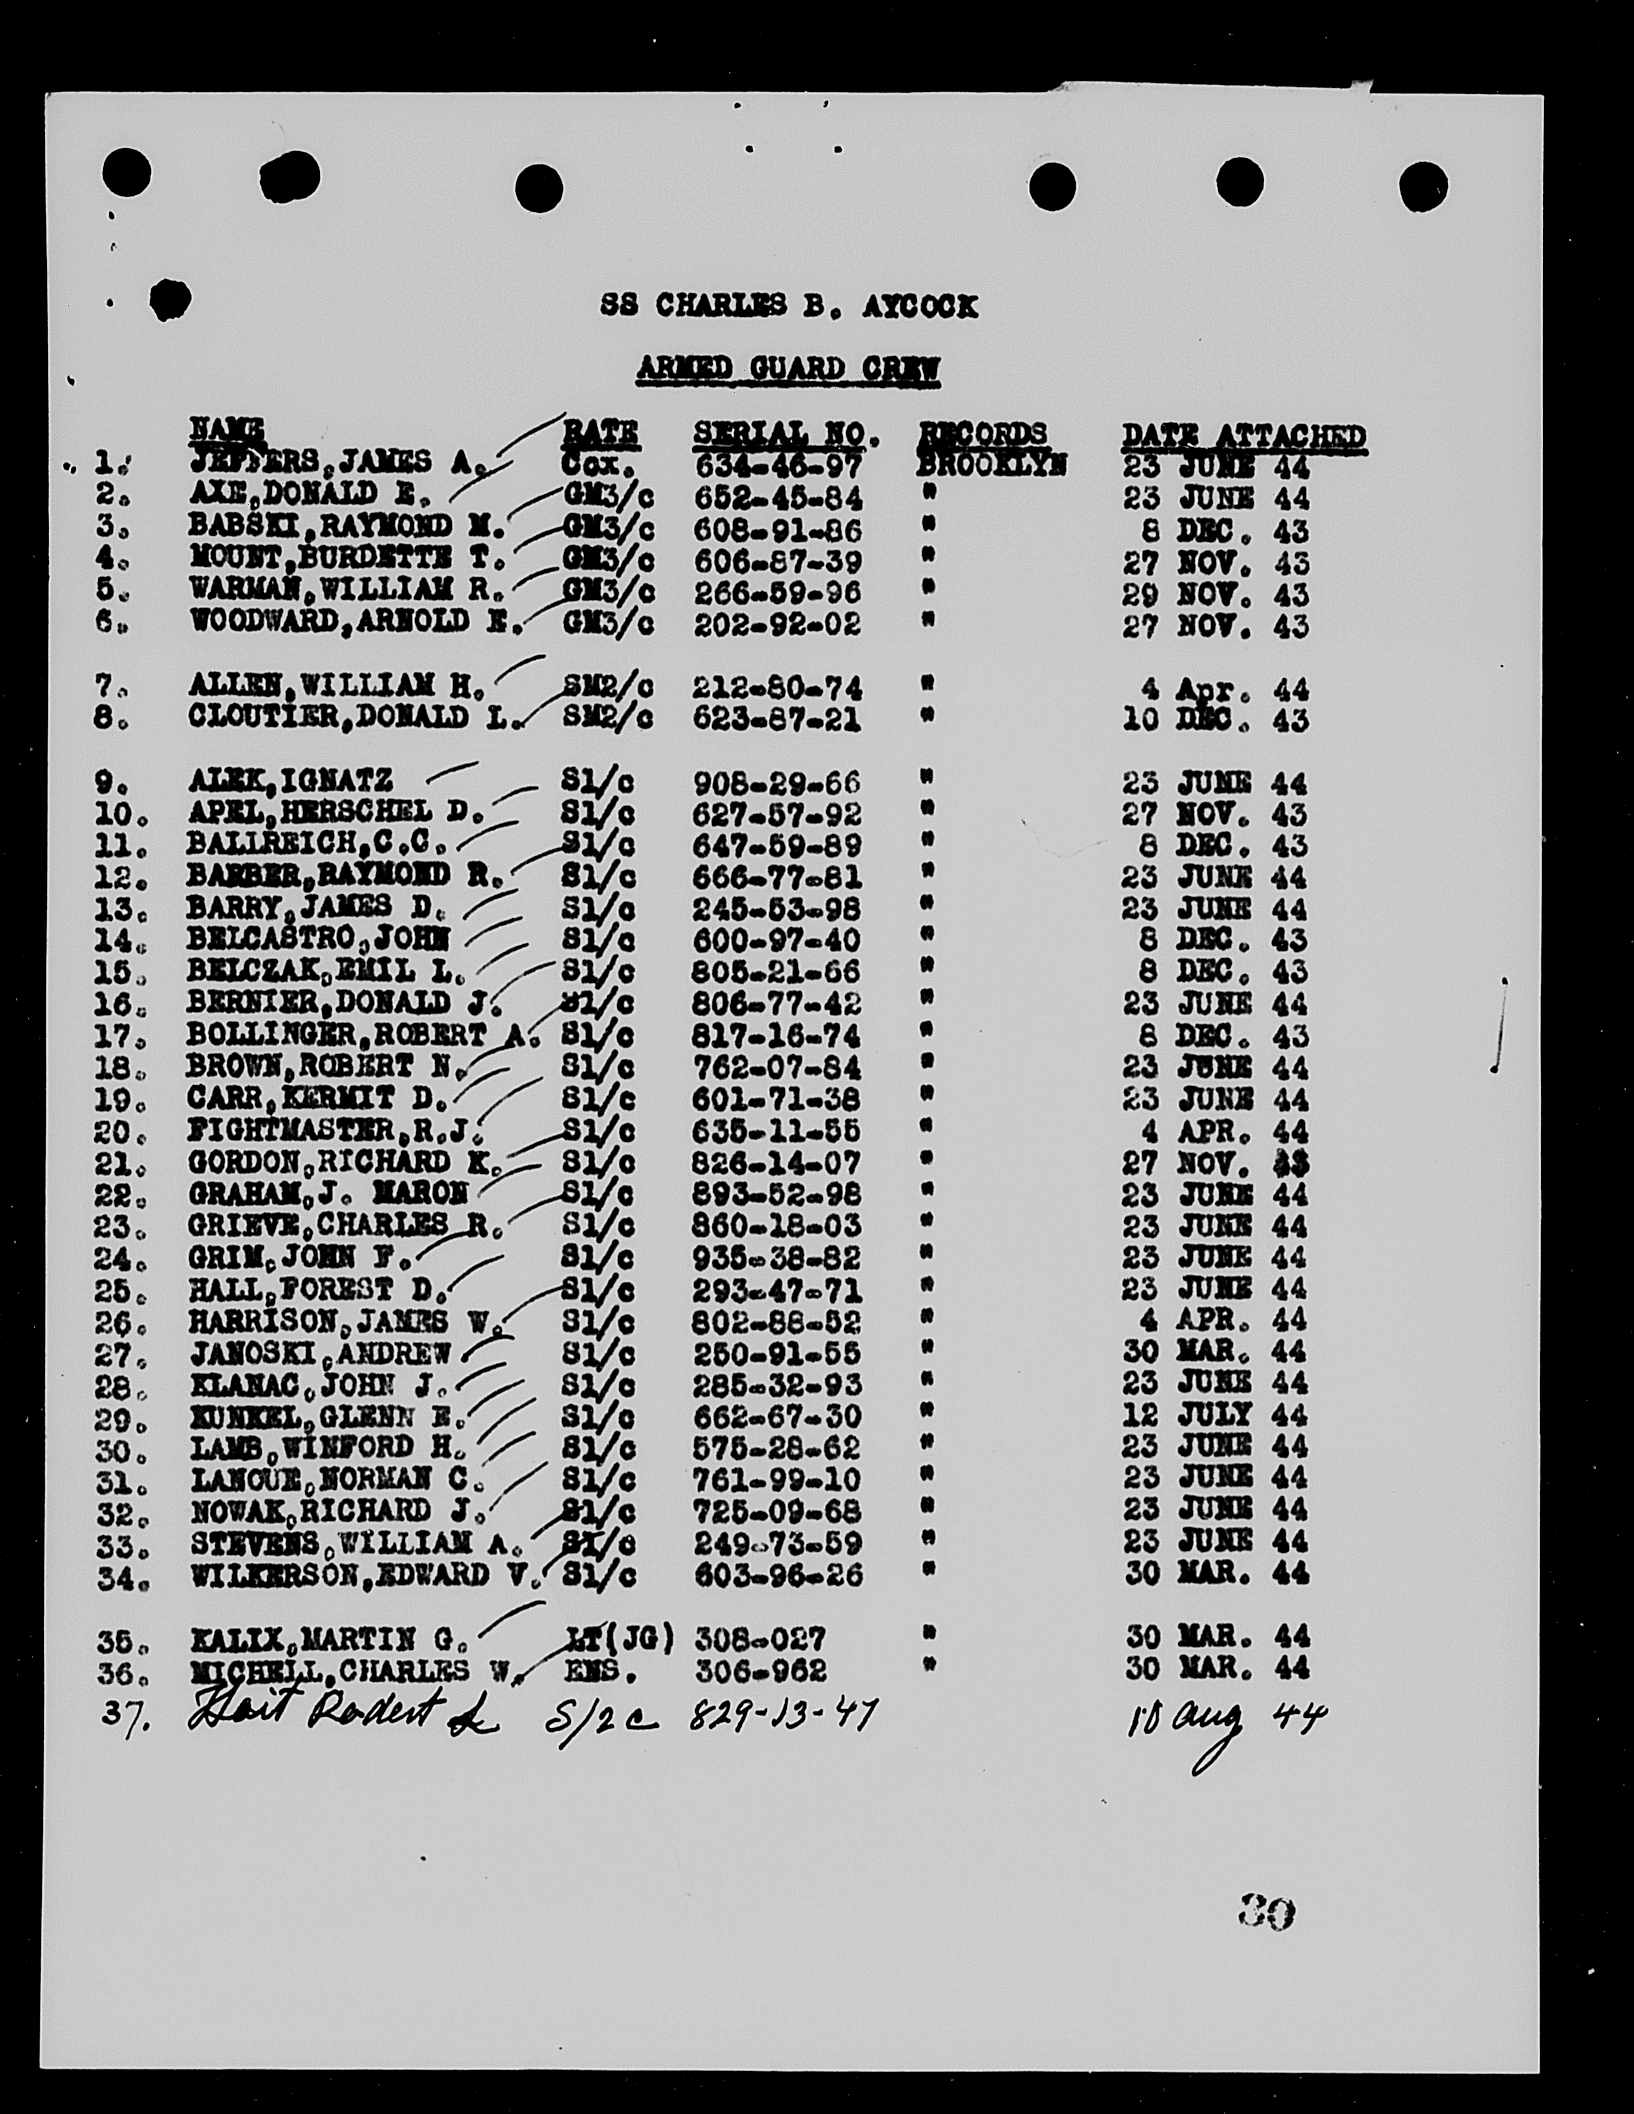 SS CHARLES B. AYCOCK
ARMED GUARD CREW
NAME RATE SERIAL NO. RECORDS DATE ATTACHED
1. JEFFERS,JAMES A. Cox. 634-46-97 BROOKLYN 23 JUNE 44
2. AXE,DONALD E. GM3/c 652-45-84 " 23 JUNE 44
3. BABSKI,RAYMOND M. GM3/c 608-91-86 " 8 DEC. 43
4. MOUNT,BURDETTE T. GM3/c 606-87-39 " 27 NOV. 43
5. WARMAN,WILLIAM R. GM3/c 266-59-96 " 29 NOV. 43
6. WOODWARD,ARNOLD E. GM3/c 202-92-02 " 27 NOV. 43
7. ALLEN,WILLIAM H. SM2/c 212-80-74 " 4 Apr. 44
8. CLOUTIER,DONALD L. SM2/c 623-87-21 " 10 DEC. 43
9. ALEK,IGNATZ S1/c 908-29-66 " 23 JUNE 44
10. APEL,HERSCHEL D. S1/c 627-57-92 " 27 NOV. 43
11. BALLREICH,C.C. S1/c 647-59-89 " 8 DEC. 43
12. BARBER,RAYMOND R. S1/c 666-77-81 " 23 JUNE 44
13. BARRY,JAMES D. S1/c 245-53-98 " 23 JUNE 44
14. BELCASTRO,JOHN S1/c 600-97-40 " 8 DEC. 43
15. BELCZAK,EMIL L. S1/c 805-21-66 " 8 DEC. 43
16. BERNIER,DONALD J. S1/c 806-77-42 " 23 JUNE 44
17. BOLLINGER,ROBERT A. S1/c 817-16-74 " 8 DEC. 43
18. BROWN,ROBERT N. S1/c 762-07-84 " 23 JUNE 44
19. CARR,KERMIT D. S1/c 601-71-38 " 23 JUNE 44
20. FIGHTMASTER,R.J. S1/c 635-11-55 " 4 APR. 44
21. GORDON,RICHARD K. S1/c 826-14-07 " 27 NOV. 43
22. GRAHAM,J. MARON S1/c 893-52-98 " 23 JUNE 44
23. GRIEVE,CHARLES R. S1/c 860-18-03 " 23 JUNE 44
24. GRIM,JOHN F. S1/c 935-38-82 " 23 JUNE 44
25. HALL,FOREST D. S1/c 293-47-71 " 23 JUNE 44
26. HARRISON,JAMES W. S1/c 802-88-52 " 4 APR. 44
27. JANOSKI,ANDREW S1/c 250-91-55 " 30 MAR. 44
28. KLANAC,JOHN J. S1/c 285-32-93 " 23 JUNE 44
29. KUNKEL,GLENN E. S1/c 662-67-30 " 12 JULY 44
30. LAMB,WINFORD H. S1/c 575-28-62 " 23 JUNE 44
31. LANOUE,NORMAN C. S1/c 761-99-10 " 23 JUNE 44
32. NOWAK,RICHARD J. S1/c 725-09-68 " 23 JUNE 44
33. STEVENS,WILLIAM A. S1/c 249-73-59 " 23 JUNE 44
34. WILKERSON,EDWARD V. S1/c 603-96-26 " 30 MAR. 44
35. KALIX,MARTIN G. LT(JG) 308-027 " 30 MAR. 44
36. MICHELL,CHARLES W. ENS. 306-962 " 30 MAR. 44
37. S/2c 829-13-47 Aug 44
30